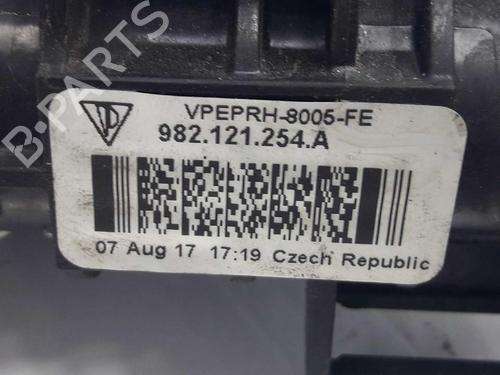 B-PARTS
VPEPRH-8005-FE
982.121.254.A
07 Aug 17 17:19 Czech Republic